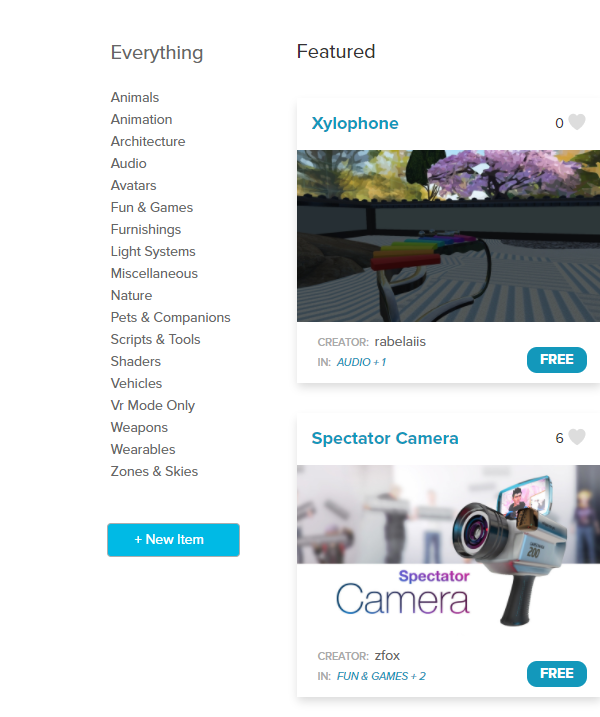 Everything
Animals
Animation
Architecture
Audio
Avatars
Fun & Games
Furnishings
Light Systems
Miscellaneous
Nature
Pets & Companions
Scripts & Tools
Shaders
Vehicles
Vr Mode Only
Weapons
Wearables
Zones & Skies
+ New Item
Featured
Xylophone 0
CREATOR: rabelaiis
IN: AUDIO + 1
FREE
Spectator Camera 6
200
Spectator
Camera
CREATOR: zfox
IN: FUN & GAMES + 2
FREE